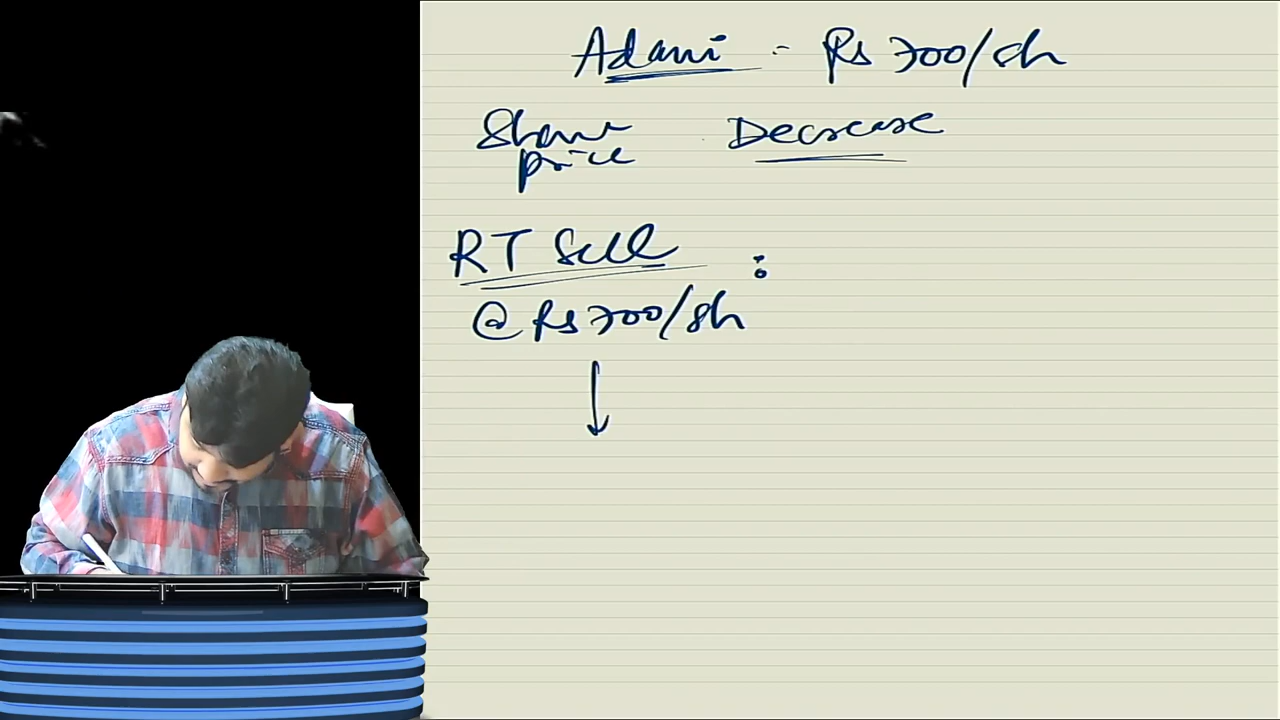 Adani - Rs 700/sh
Share Decrease
price
RT Sell :
@ Rs 700/sh